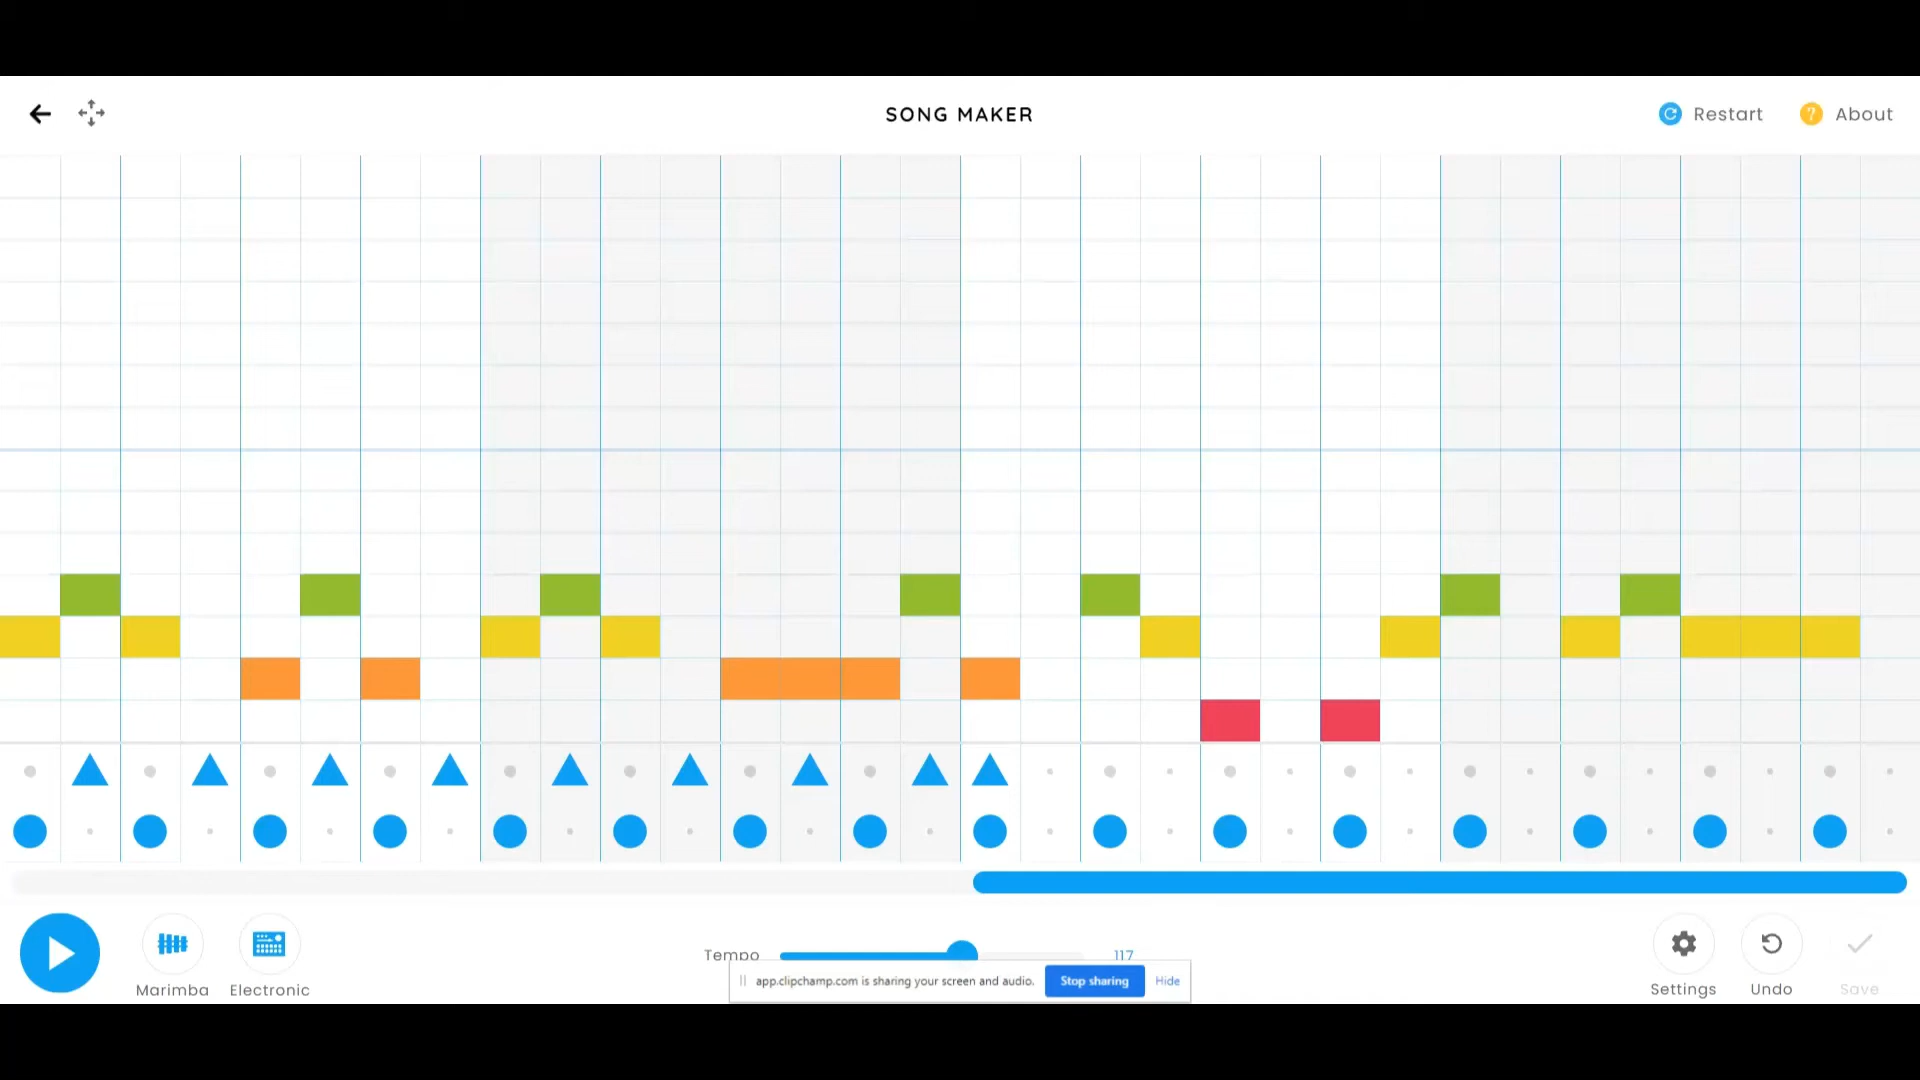 SONG MAKER
Restart
? About
Tempo
117
app.clipchamp.com is sharing your screen and audio.
Stop sharing
Hide
Marimba
Electronic
Settings
Undo
Save